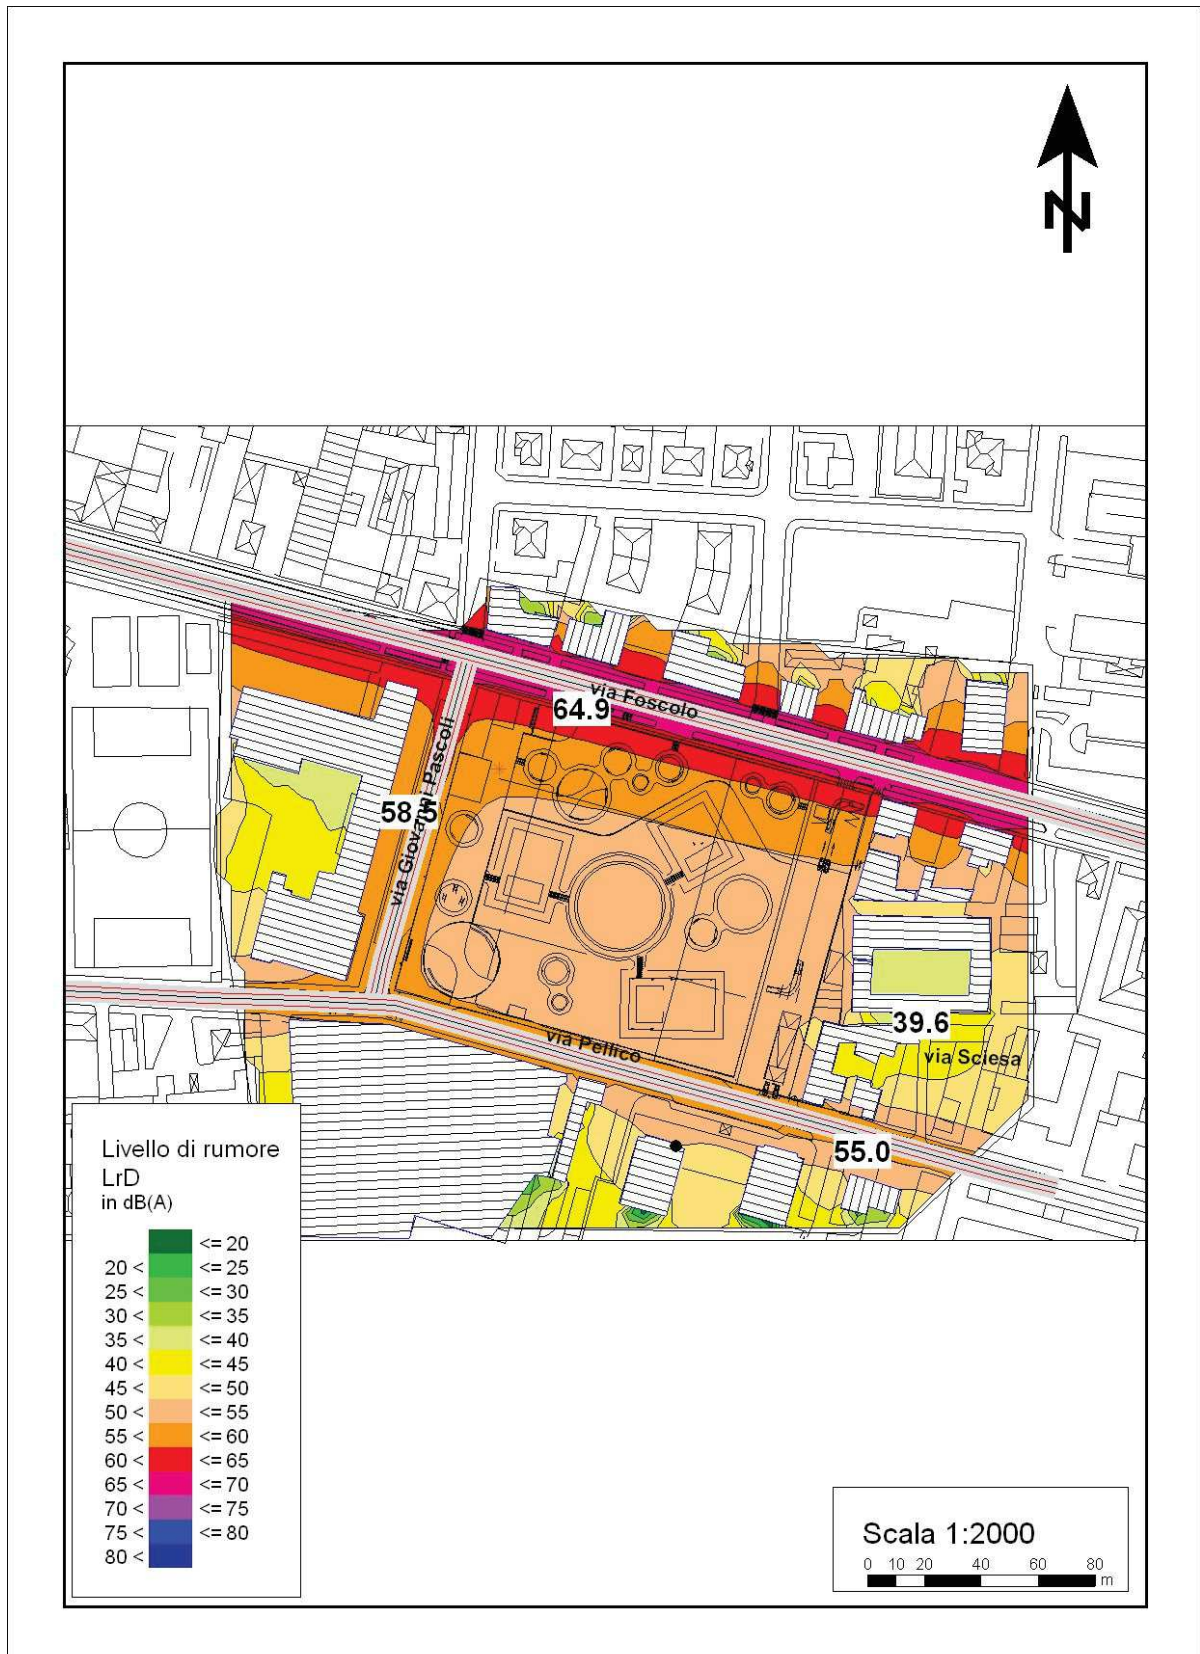 N
via Foscolo
64.9
via Giovanni Pascoli
58.5
39.6
via Sciesa
via Pellico
55.0
Livello di rumore
LrD
in dB(A)
<= 20
20 < <= 25
25 < <= 30
30 < <= 35
35 < <= 40
40 < <= 45
45 < <= 50
50 < <= 55
55 < <= 60
60 < <= 65
65 < <= 70
70 < <= 75
75 < <= 80
80 <
Scala 1:2000
0 10 20 40 60 80
m